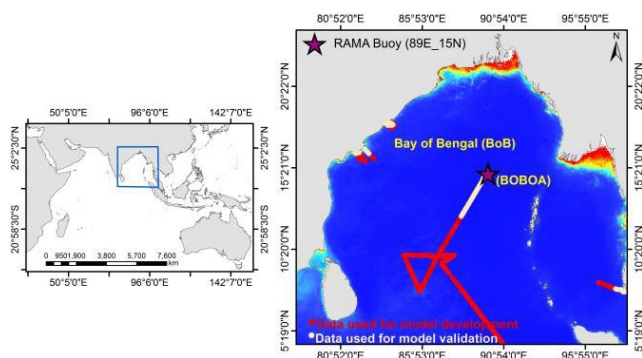 80°52'0"E 85°53'0"E 90°54'0"E 95°55'0"E
RAMA Buoy (89E_15N)
N
20°22'0"N
15°21'0"N
10°20'0"N
5°19'0"N
Bay of Bengal (BoB)
(BOBOA)
Data used for model development
Data used for model validation
80°52'0"E 85°53'0"E 90°54'0"E 95°55'0"E
50°5'0"E 96°6'0"E 142°7'0"E
25°2'30"N
20°58'30"S
25°2'30"N
0 9501,900 3,800 5,700 7,600
km
50°5'0"E 96°6'0"E 142°7'0"E
20°22'0"N
15°21'0"N
10°20'0"N
5°19'0"N